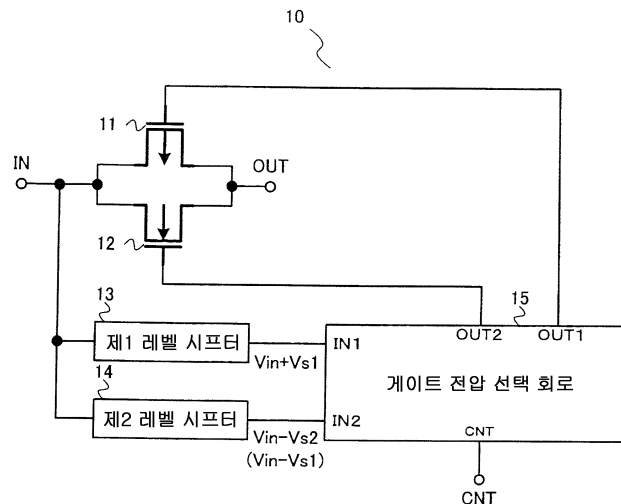 10
11
IN
OUT
12
13
제1 레벨 시프터
Vin+Vs1
14
제2 레벨 시프터
Vin-Vs2
(Vin-Vs1)
15
OUT2
OUT1
IN1
게이트 전압 선택 회로
IN2
CNT
CNT